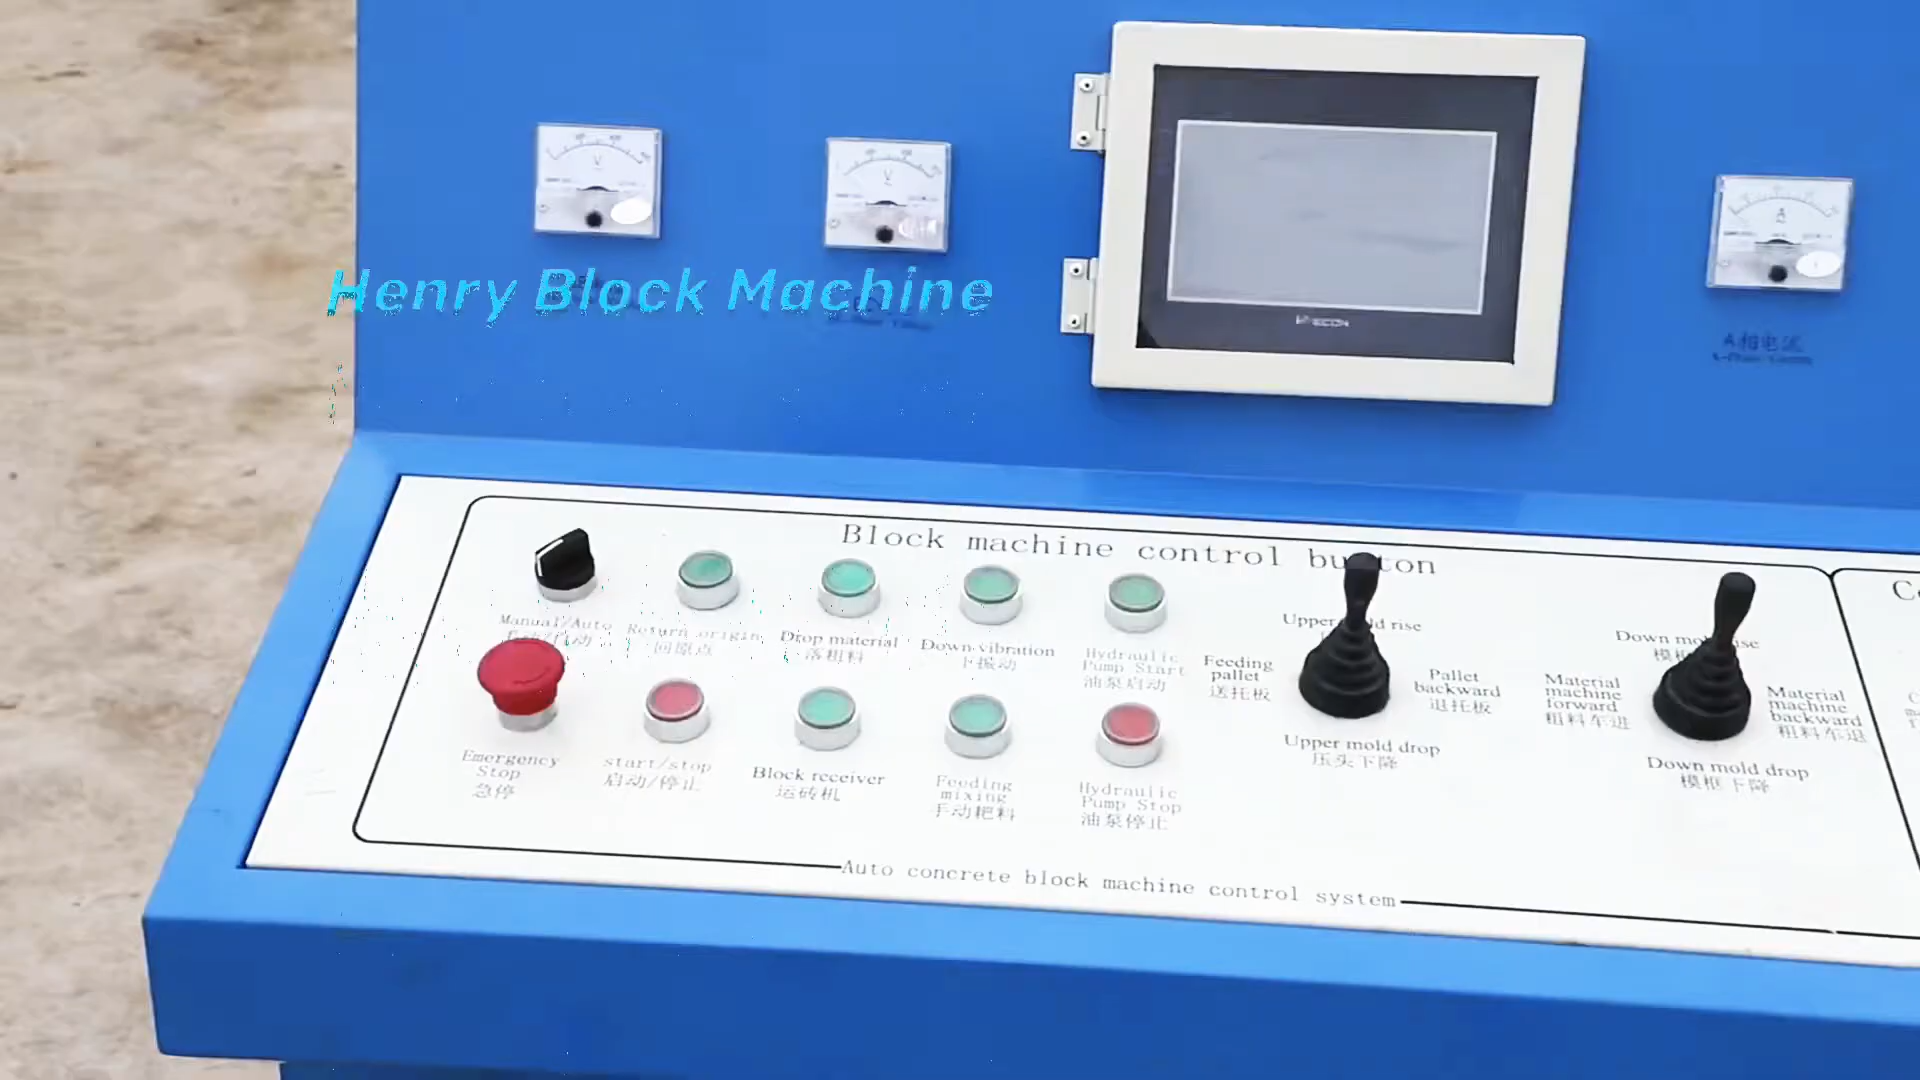 Henry Block Machine
V
V
A
WECON
A相电流
Block machine control button
Manual/Auto
Return origin
回原点
Drop material
落粗料
Down vibration
下振动
Hydraulic
Pump Start
油泵启动
Emergency
Stop
急停
start/stop
启动/停止
Block receiver
运砖机
Feeding
mixing
手动耙料
Hydraulic
Pump Stop
油泵停止
Feeding
pallet
送托板
Pallet
backward
退托板
Upper mold drop
压头下降
Material
machine
forward
粗料车进
Material
machine
backward
粗料车退
Down mold drop
模框下降
Auto concrete block machine control system